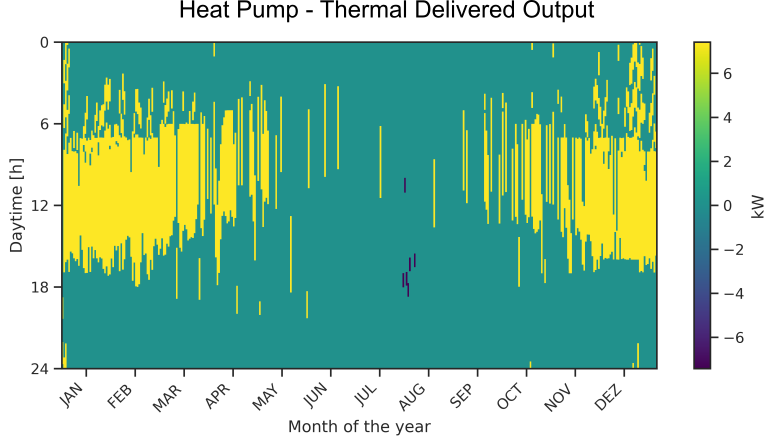 Heat Pump - Thermal Delivered Output
0
6
12
18
24
Daytime [h]
JAN
FEB
MAR
APR
MAY
JUN
JUL
AUG
SEP
OCT
NOV
DEZ
Month of the year
6
4
2
0
−2
−4
−6
kW